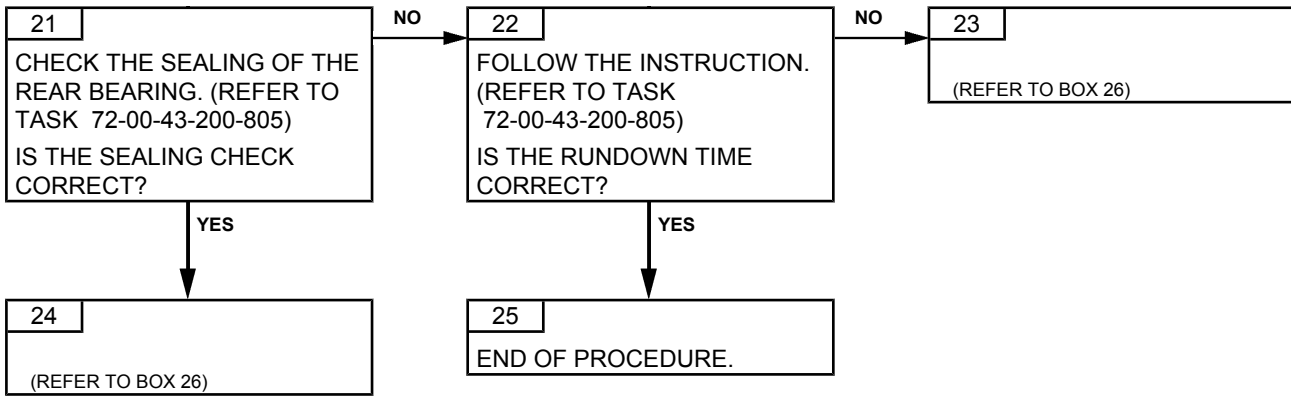 21
CHECK THE SEALING OF THE
REAR BEARING. (REFER TO
TASK 72-00-43-200-805)
IS THE SEALING CHECK
CORRECT?
NO
22
FOLLOW THE INSTRUCTION.
(REFER TO TASK
72-00-43-200-805)
IS THE RUNDOWN TIME
CORRECT?
NO
23
(REFER TO BOX 26)
YES
YES
24
(REFER TO BOX 26)
25
END OF PROCEDURE.